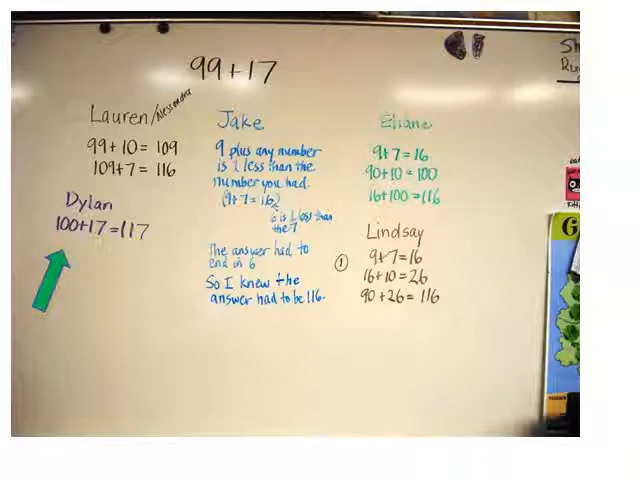 99+17
Lauren/Alessandra
99+10=109
109+7=116
Dylan
100+17=117
Jake
9 plus any number
is 1 less than the
number you had.
(9+7=16)
6 is 1 less than
the 7
The answer had to
end in 6
So I knew the
answer had to be 116.
Eliane
9+7=16
90+10=100
16+100=116
Lindsay
① 9+7=16
16+10=26
90+26=116